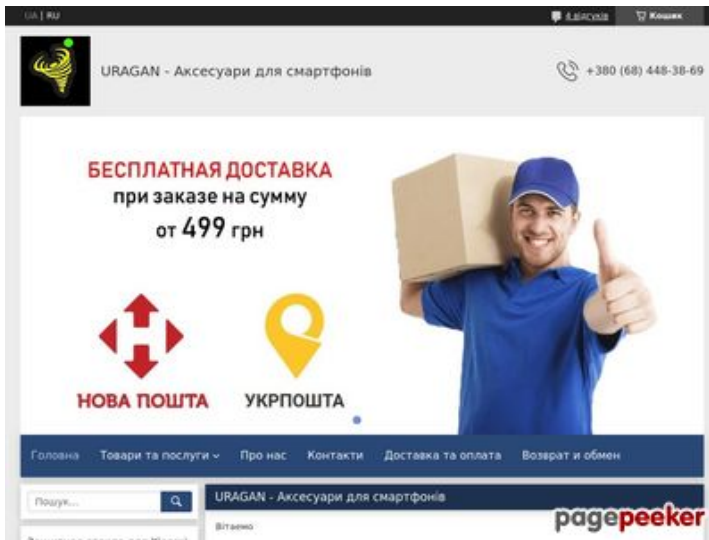 UA | RU
4 відгуків Кошик
URAGAN - Аксесуари для смартфонів
+380 (68) 448-38-69
БЕСПЛАТНАЯ ДОСТАВКА
при заказе на сумму
от 499 грн
НОВА ПОШТА УКРПОШТА
Головна Товари та послуги Про нас Контакти Доставка та оплата Возврат и обмен
Пошук...
URAGAN - Аксесуари для смартфонів
Вітаємо
pagepeeker